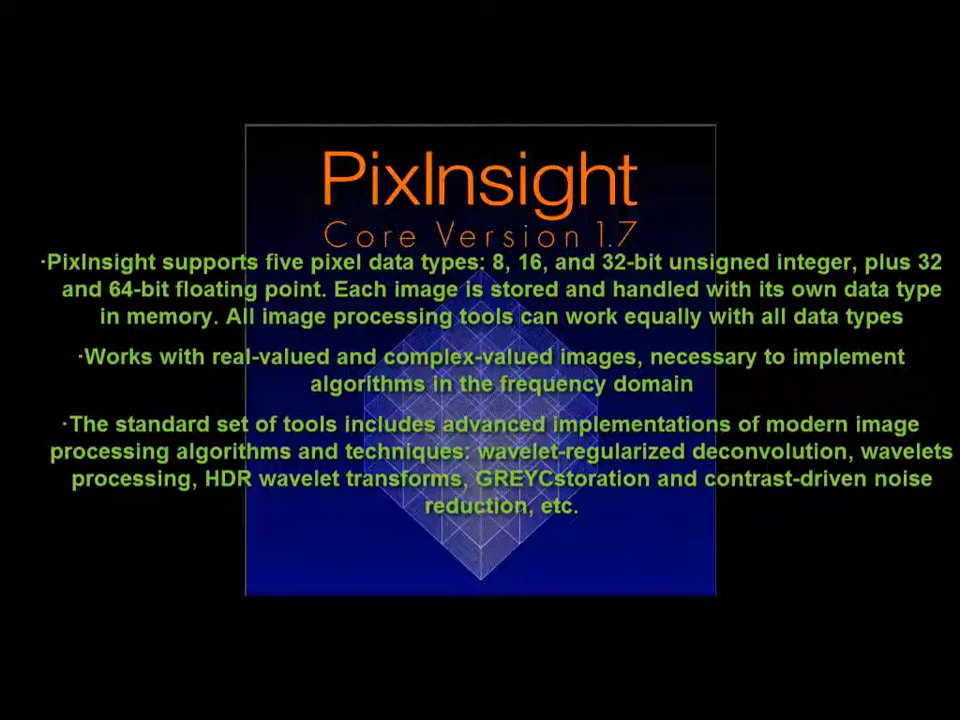 PixInsight
Core Version 1.7
·PixInsight supports five pixel data types: 8, 16, and 32-bit unsigned integer, plus 32
and 64-bit floating point. Each image is stored and handled with its own data type
in memory. All image processing tools can work equally with all data types
·Works with real-valued and complex-valued images, necessary to implement
algorithms in the frequency domain
·The standard set of tools includes advanced implementations of modern image
processing algorithms and techniques: wavelet-regularized deconvolution, wavelets
processing, HDR wavelet transforms, GREYCstoration and contrast-driven noise
reduction, etc.